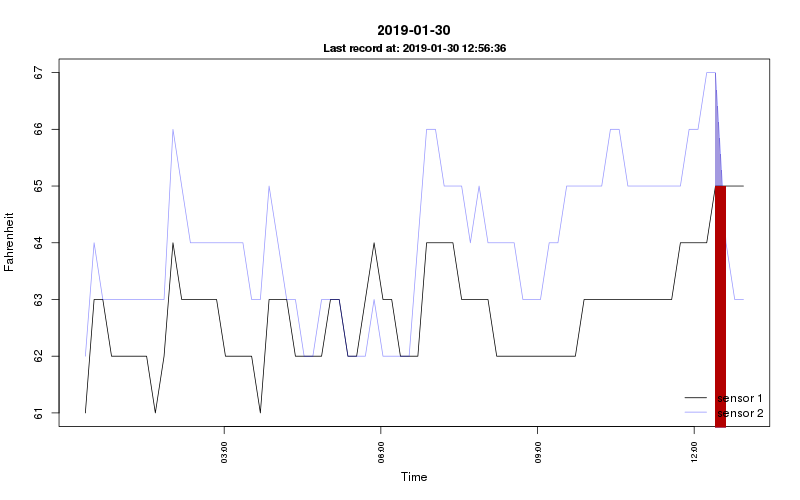 2019-01-30
Last record at: 2019-01-30 12:56:36
Fahrenheit
67
66
65
64
63
62
61
sensor 1
sensor 2
03:00 06:00 09:00 12:00
Time